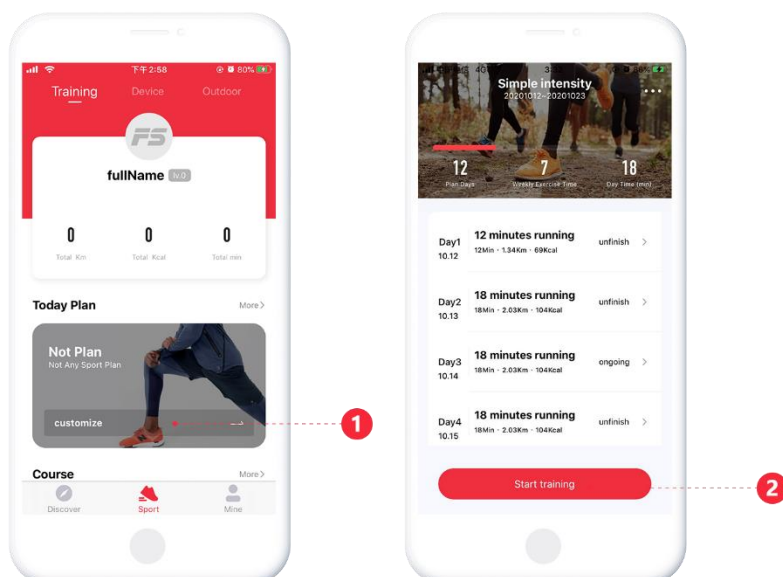 下午2:58
80%
Training Device Outdoor
FS
fullName lv.0
0 0 0
Total Km Total Kcal Total min
Today Plan More>
Not Plan
Not Any Sport Plan
customize
1
Course More>
Discover Sport Mine
Simple intensity
20201012~20201023
12 7 18
Plan Days Weekly Exercise Time Day Time (min)
Day1 12 minutes running unfinish >
10.12 12Min - 1.34Km - 69Kcal
Day2 18 minutes running unfinish >
10.13 18Min - 2.03Km - 104Kcal
Day3 18 minutes running ongoing >
10.14 18Min - 2.03Km - 104Kcal
Day4 18 minutes running unfinish >
10.15 18Min - 2.03Km - 104Kcal
Start training
2